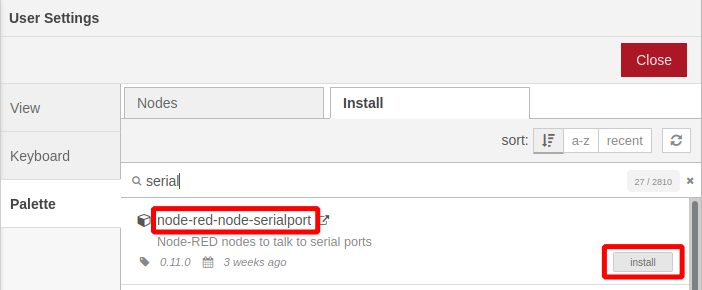 User Settings
Close
View
Keyboard
Palette
Nodes
Install
sort:
a-z
recent
serial
27 / 2810
node-red-node-serialport
Node-RED nodes to talk to serial ports
0.11.0
3 weeks ago
install